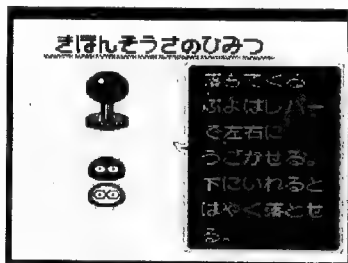 きほんそうさのひみつ
落ちてくる
ぷよはレバー
で左右に
うごかせる。
下にいれると
はやく落とせ
る。